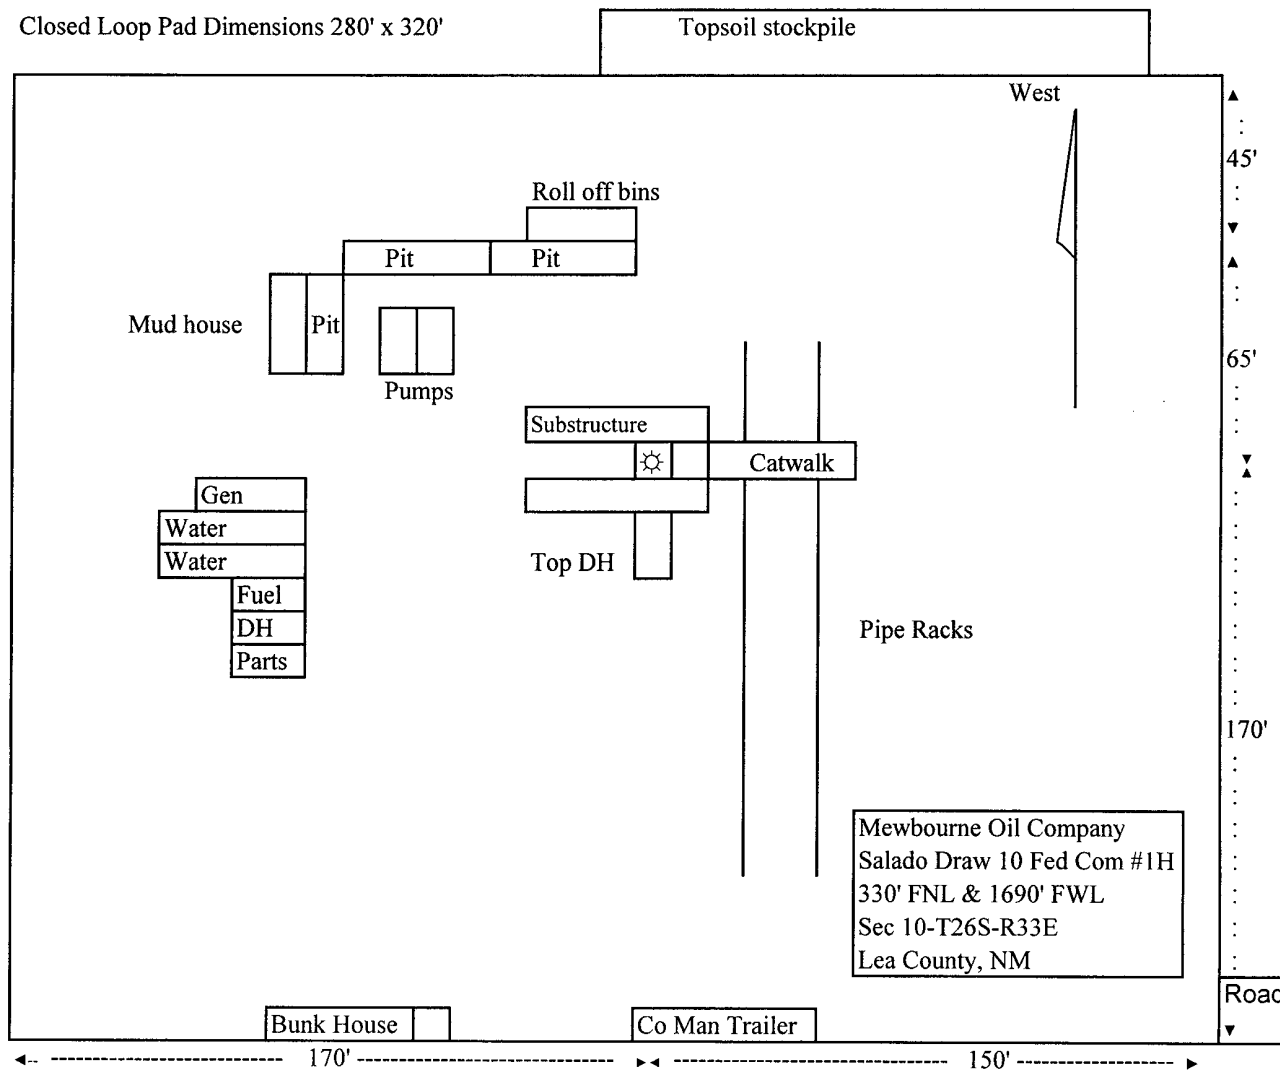 Closed Loop Pad Dimensions 280' x 320'
Topsoil stockpile
West
45'
Roll off bins
Pit
Pit
Mud house
Pit
Pumps
65'
Substructure
Catwalk
Gen
Water
Water
Fuel
DH
Parts
Top DH
Pipe Racks
170'
Mewbourne Oil Company
Salado Draw 10 Fed Com #1H
330' FNL & 1690' FWL
Sec 10-T26S-R33E
Lea County, NM
Road
Bunk House
Co Man Trailer
170'
150'